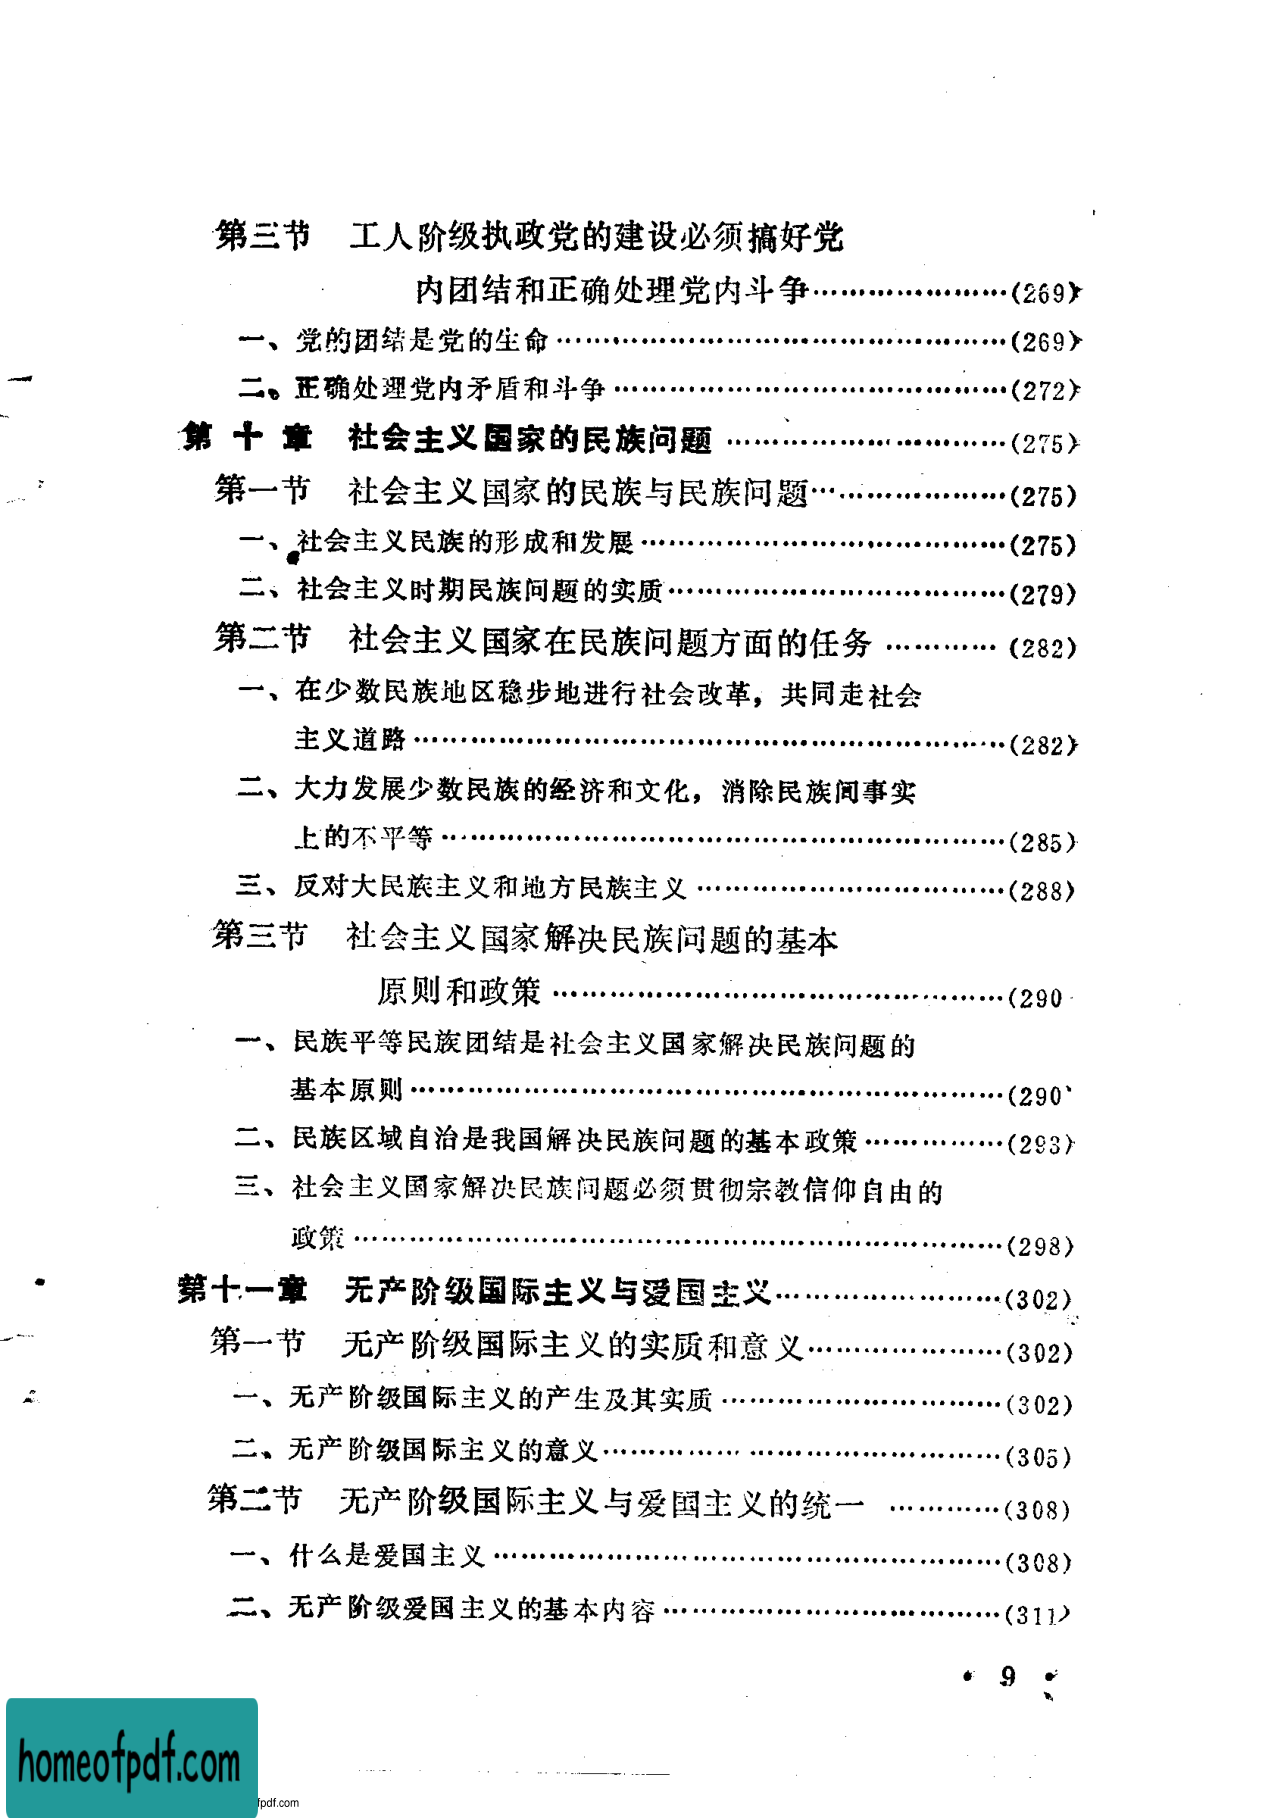 第三节 工人阶级执政党的建设必须搞好党
内团结和正确处理党内斗争…………………(269)
一、党的团结是党的生命…………………………………………(269)
二、正确处理党内矛盾和斗争……………………………………(272)
第十章 社会主义国家的民族问题…………………………(275)
第一节 社会主义国家的民族与民族问题…………………(275)
一、社会主义民族的形成和发展…………………………………(275)
二、社会主义时期民族问题的实质………………………………(279)
第二节 社会主义国家在民族问题方面的任务…………(282)
一、在少数民族地区稳步地进行社会改革，共同走社会
主义道路………………………………………………………(282)
二、大力发展少数民族的经济和文化，消除民族间事实
上的不平等……………………………………………………(285)
三、反对大民族主义和地方民族主义……………………………(288)
第三节 社会主义国家解决民族问题的基本
原则和政策…………………………………………(290
一、民族平等民族团结是社会主义国家解决民族问题的
基本原则………………………………………………………(290
二、民族区域自治是我国解决民族问题的基本政策……………(293)
三、社会主义国家解决民族问题必须贯彻宗教信仰自由的
政策……………………………………………………………(298)
第十一章 无产阶级国际主义与爱国主义……………………(302)
第一节 无产阶级国际主义的实质和意义…………………(302)
一、无产阶级国际主义的产生及其实质…………………………(302)
二、无产阶级国际主义的意义……………………………………(305)
第二节 无产阶级国际主义与爱国主义的统一…………(308)
一、什么是爱国主义………………………………………………(308)
二、无产阶级爱国主义的基本内容………………………………(311)
• 9 •
homeofpdf.com
fpdf.com